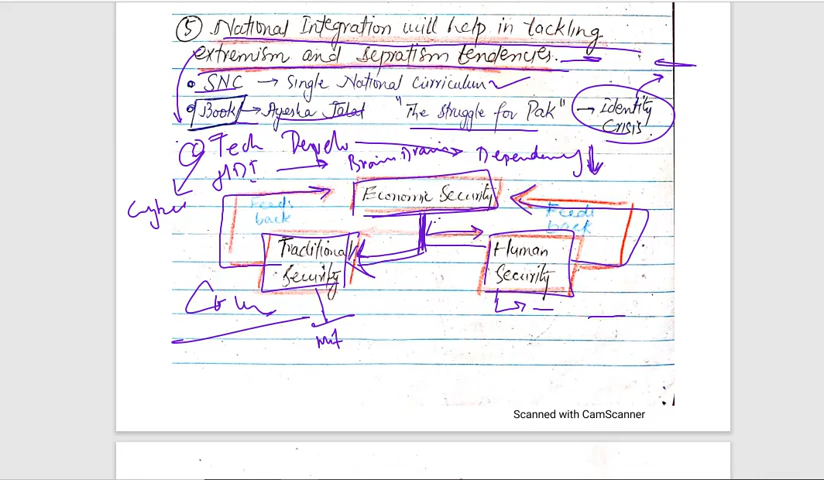 ⑤ National Integration will help in tackling
extremism and sepratism tendencies.
• SNC → Single National Curriculum
• Book → Ayesha Jalal "The struggle for Pak" → Identity Crisis
⑥ Tech Develo
HDI → Brain Drain → Dependency ↓
Cyber
Economic Security
Feed back
Feed back
Traditional Security
Human Security
Scanned with CamScanner